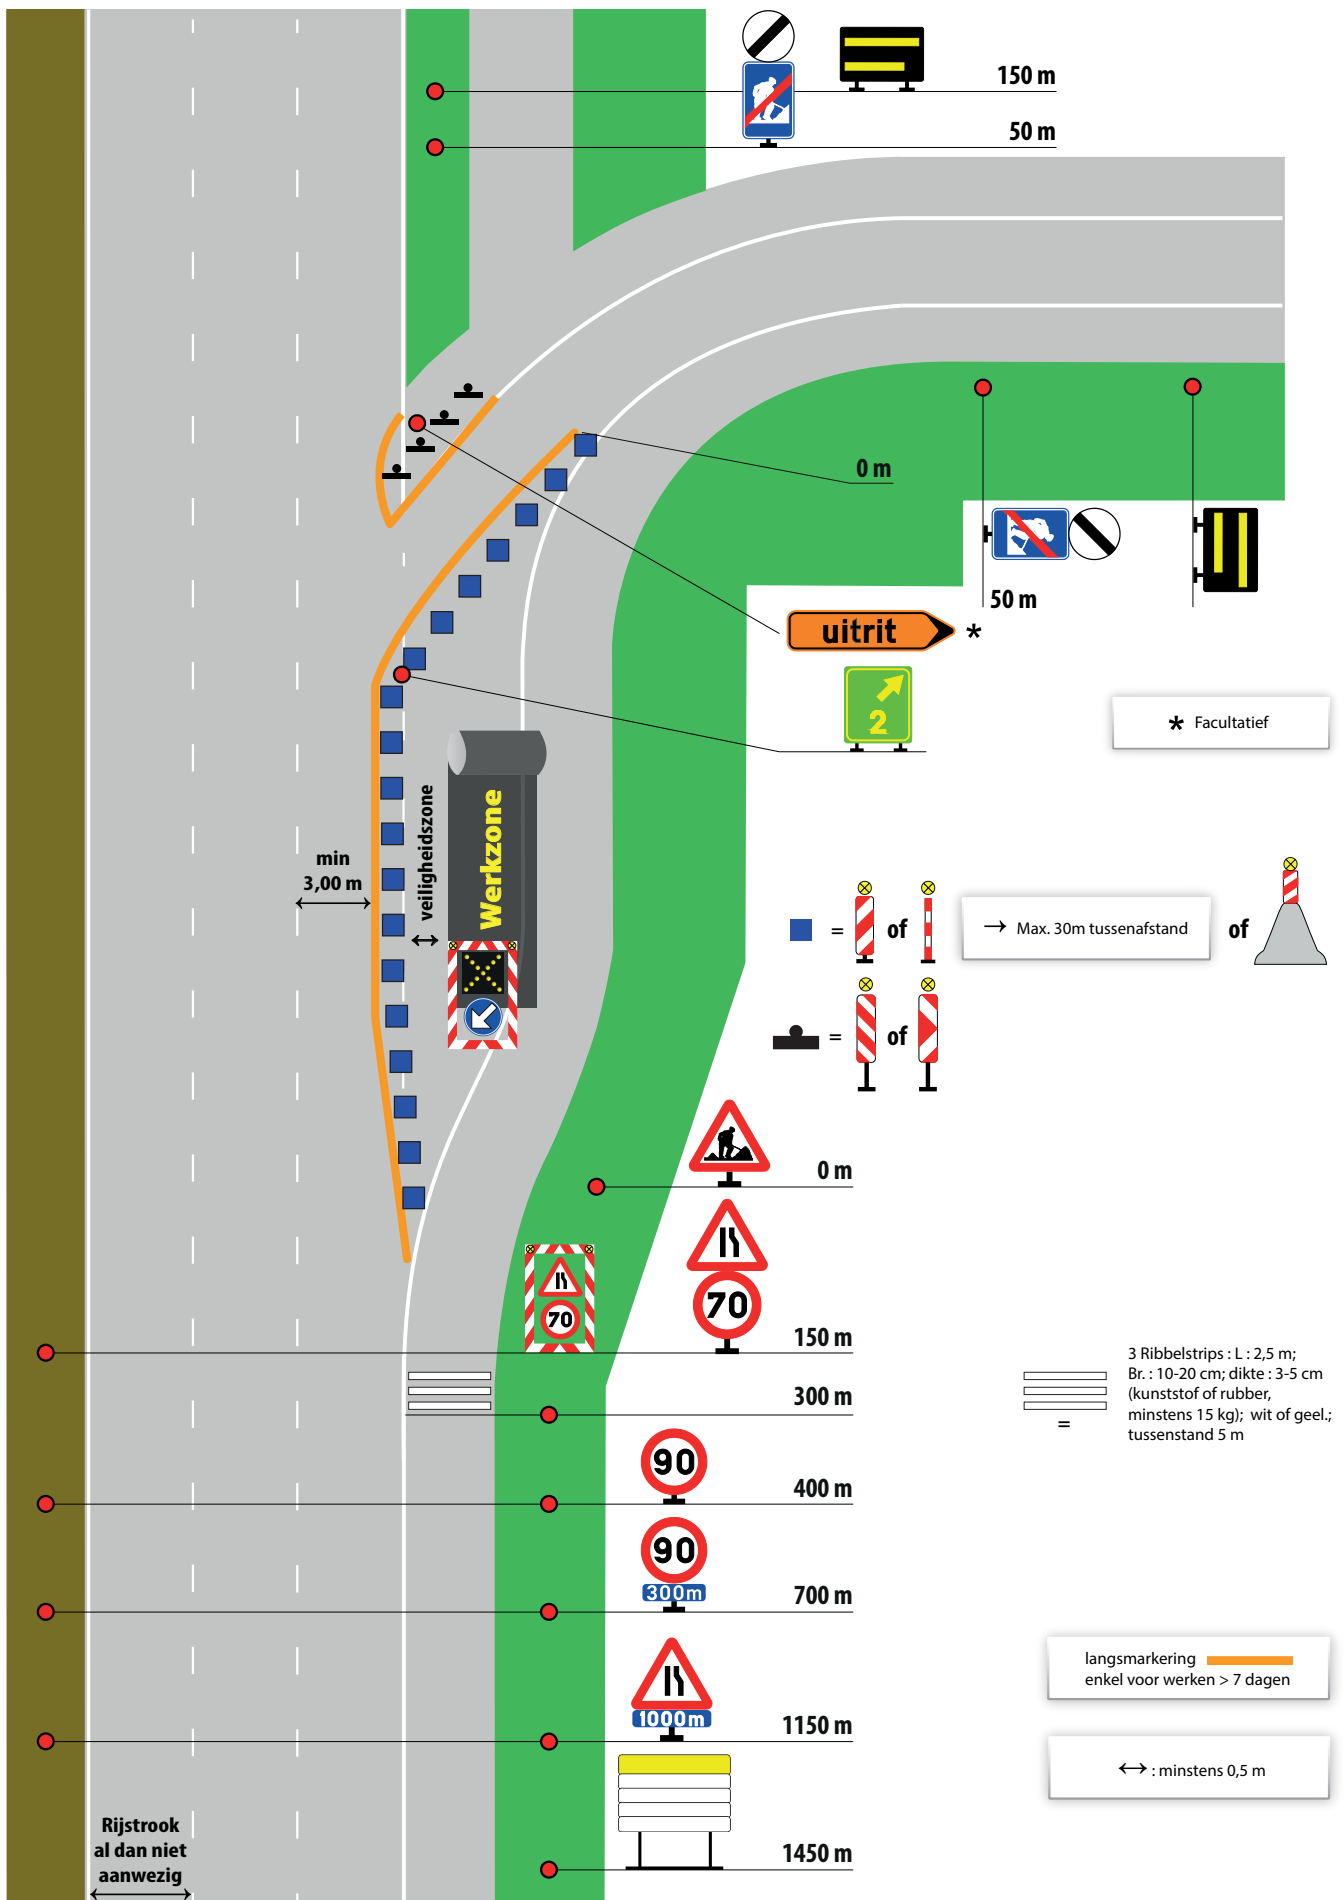 150 m
50 m
0 m
50 m
uitrit *
2
* Facultatief
min
3,00 m
veiligheidszone
Werkzone
= of → Max. 30m tussenafstand of
= of
0 m
70
70
150 m
300 m
3 Ribbelstrips : L : 2,5 m;
Br. : 10-20 cm; dikte : 3-5 cm
(kunststof of rubber,
minstens 15 kg); wit of geel.;
tussenstand 5 m
=
90
400 m
90
300m
700 m
langsmarkering
enkel voor werken > 7 dagen
1000m
1150 m
↔ : minstens 0,5 m
Rijstrook
al dan niet
aanwezig
1450 m